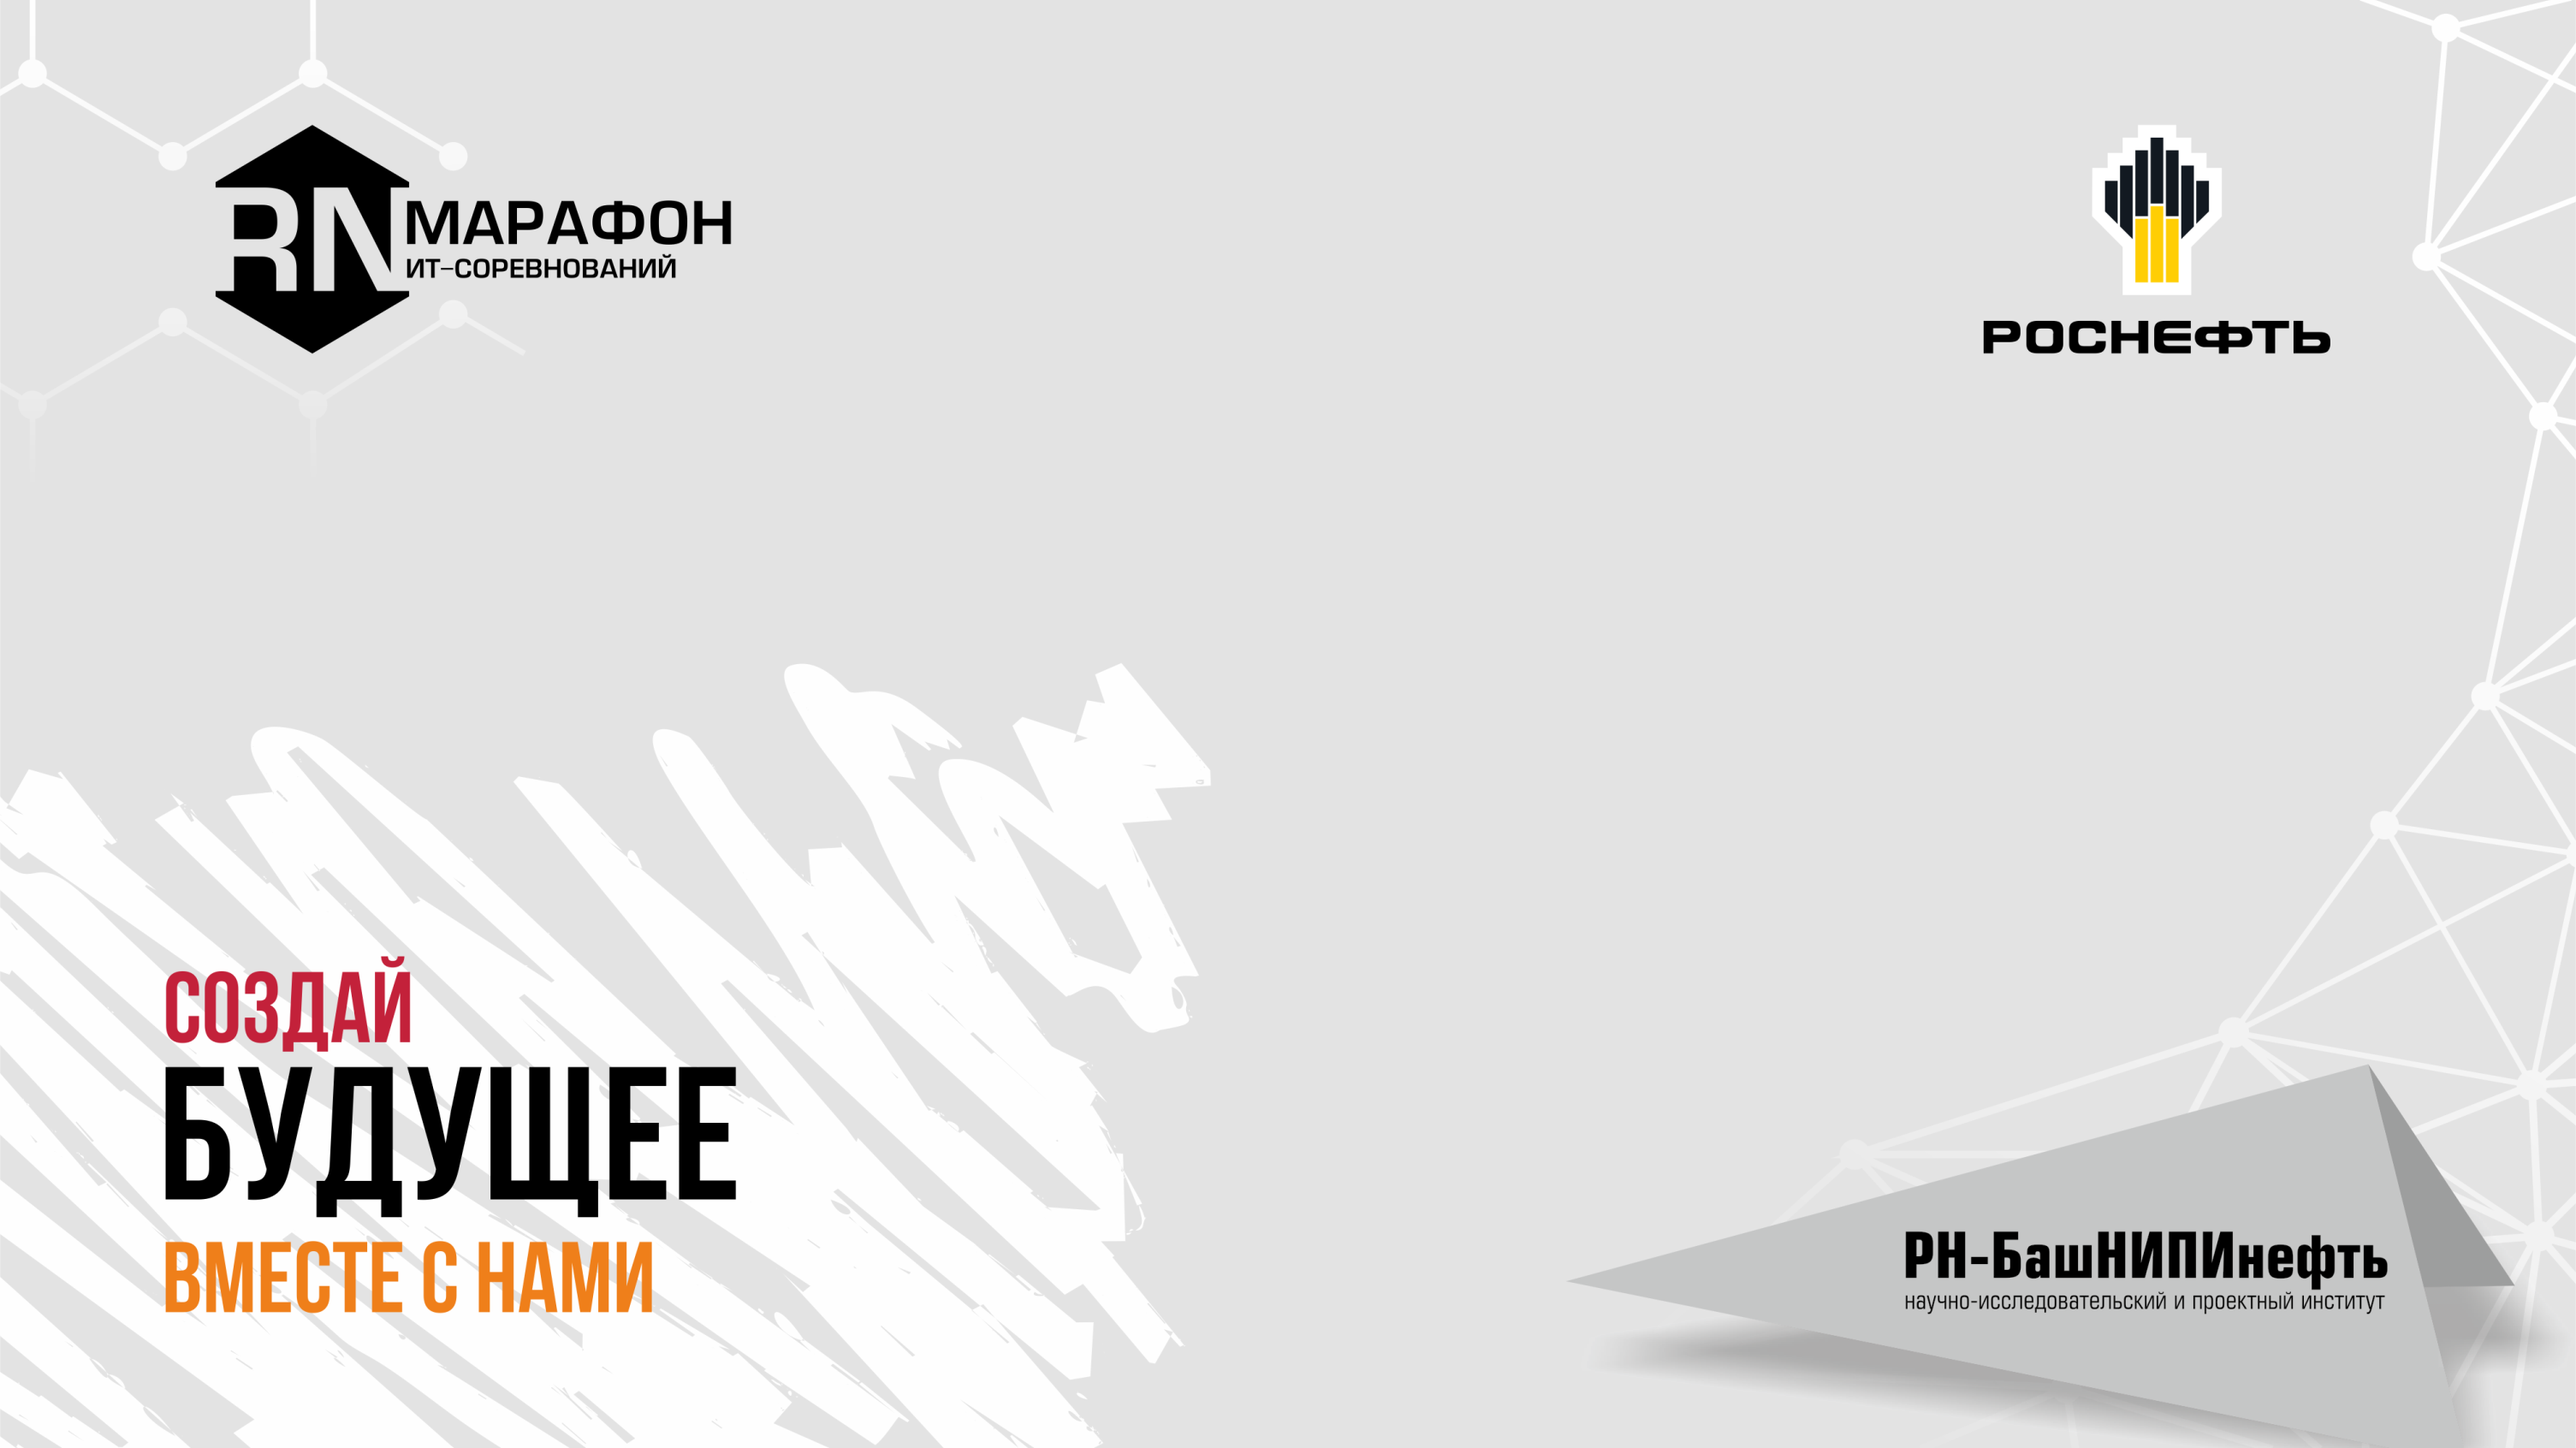 RN МАРАФОН
ИТ-СОРЕВНОВАНИЙ
РОСНЕФТЬ
СОЗДАЙ
БУДУЩЕЕ
ВМЕСТЕ С НАМИ
РН-БашНИПИнефть
научно-исследовательский и проектный институт